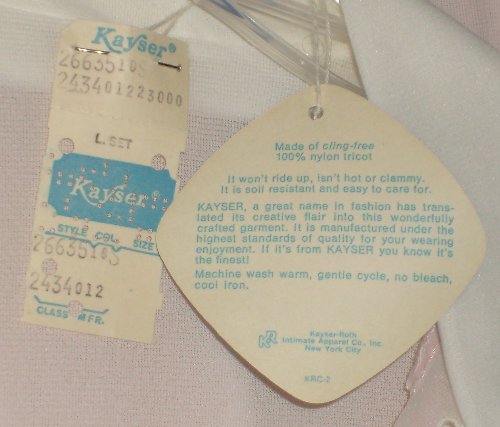 Kayser®
2663510S
243401223000
L. SET
Kayser®
STYLE COL. SIZE
2663510S
2434012
CLASS MFR.
Made of cling-free
100% nylon tricot
It won't ride up, isn't hot or clammy.
It is soil resistant and easy to care for.
KAYSER, a great name in fashion has trans-
lated its creative flair into this wonderfully
crafted garment. It is manufactured under the
highest standards of quality for your wearing
enjoyment. If it's from KAYSER you know it's
the finest!
Machine wash warm, gentle cycle, no bleach,
cool iron.
KR
Kayser-Roth
Intimate Apparel Co., Inc.
New York City
KRC-2